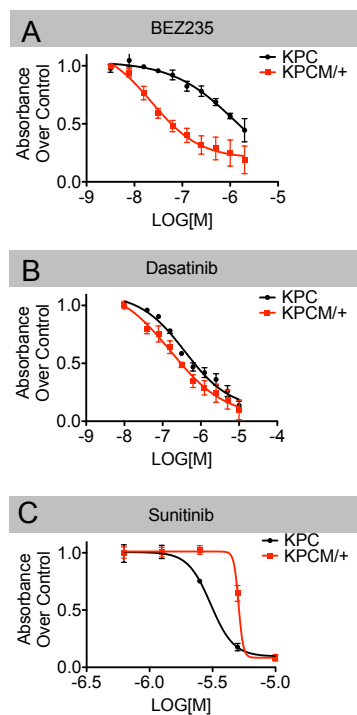 A
BEZ235
Absorbance
Over Control
1.0
0.5
0.0
-9 -8 -7 -6 -5
LOG[M]
KPC
KPCM/+
B
Dasatinib
Absorbance
Over Control
1.0
0.5
0.0
-9 -8 -7 -6 -5 -4
LOG[M]
KPC
KPCM/+
C
Sunitinib
Absorbance
Over Control
1.0
0.5
0.0
-6.5 -6.0 -5.5 -5.0
LOG[M]
KPC
KPCM/+